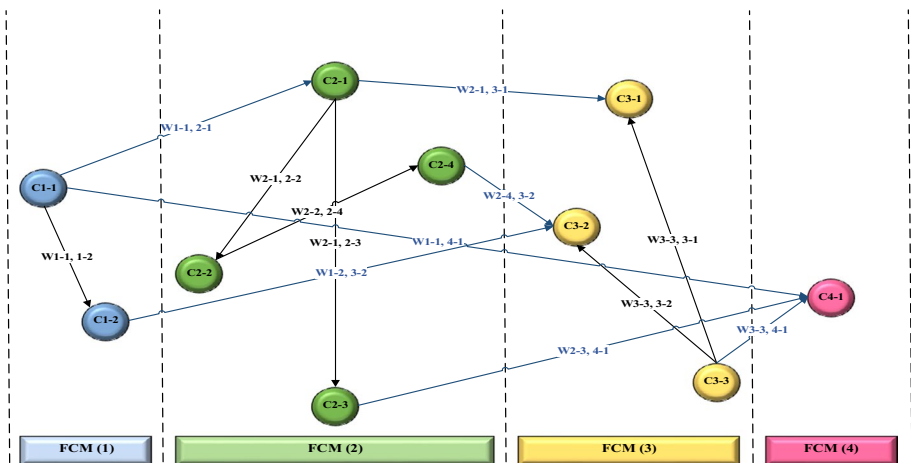 C2-1
W2-1, 3-1
C3-1
W1-1, 2-1
C2-4
W2-1, 2-2
C1-1
W2-4, 3-2
W2-2, 2-4
C3-2
W2-1, 2-3
W1-1, 4-1
W3-3, 3-1
W1-1, 1-2
C2-2
W1-2, 3-2
C4-1
W3-3, 3-2
C1-2
W3-3, 4-1
W2-3, 4-1
C3-3
C2-3
FCM (1)
FCM (2)
FCM (3)
FCM (4)